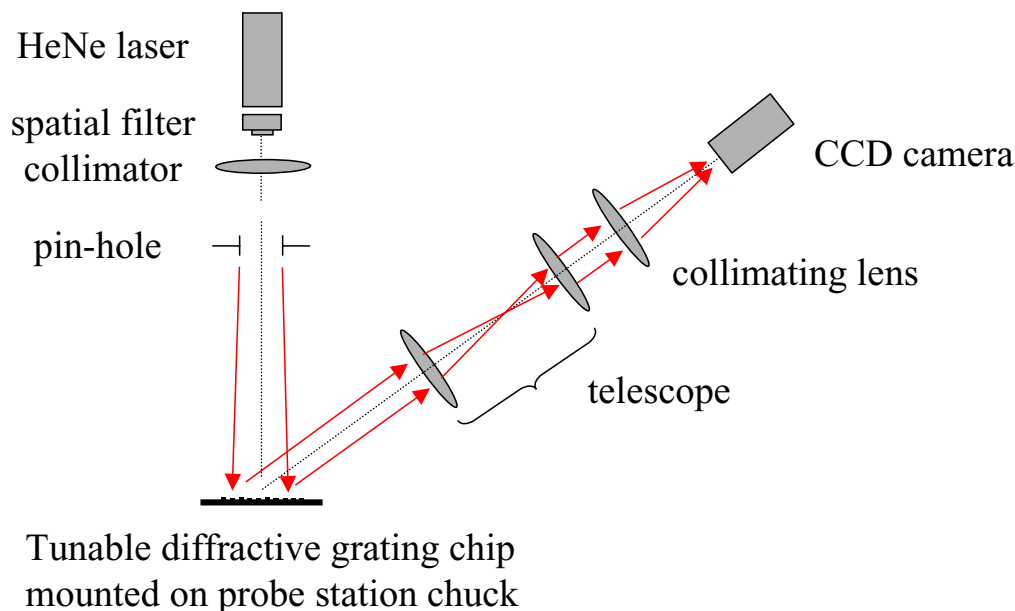 HeNe laser
spatial filter
collimator
pin-hole
CCD camera
collimating lens
telescope
Tunable diffractive grating chip
mounted on probe station chuck